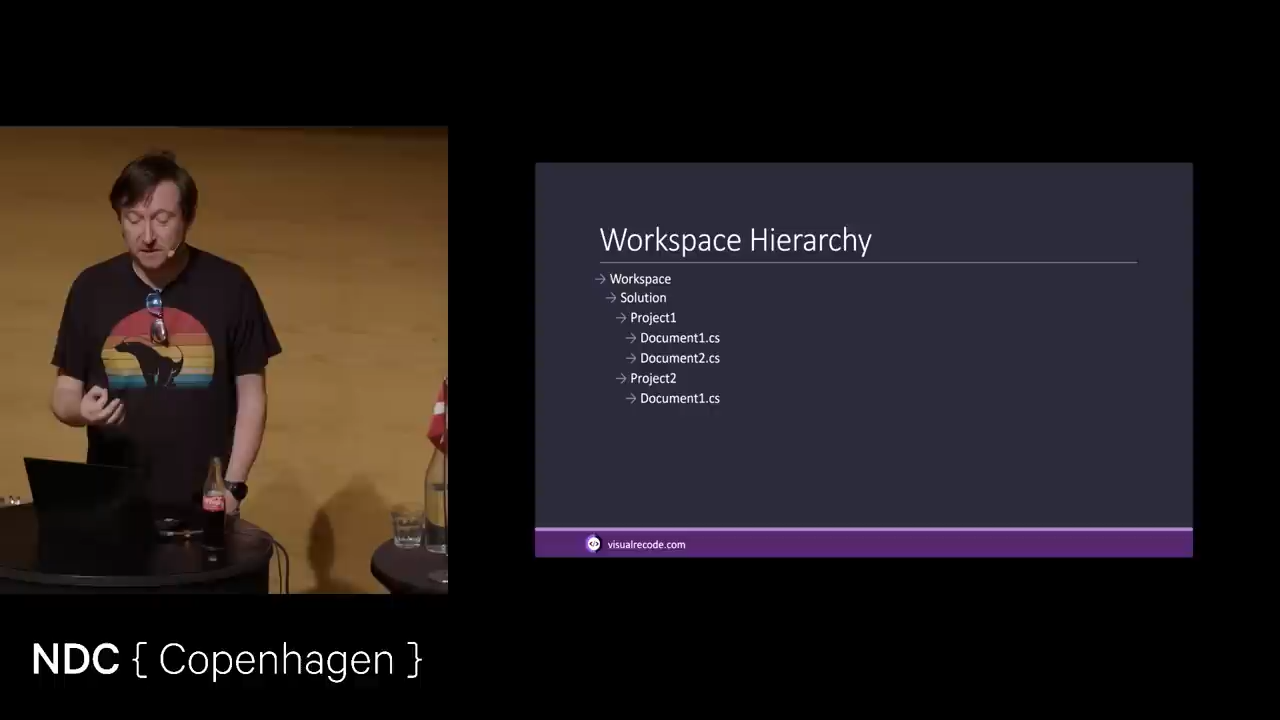 Workspace Hierarchy
Workspace
Solution
Project1
Document1.cs
Document2.cs
Project2
Document1.cs
visualrecode.com
NDC { Copenhagen }